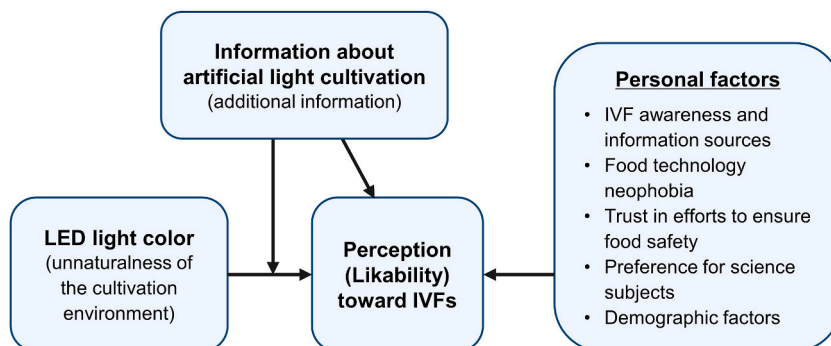 Information about
artificial light cultivation
(additional information)
LED light color
(unnaturalness of
the cultivation
environment)
Perception
(Likability)
toward IVFs
Personal factors
• IVF awareness and
information sources
• Food technology
neophobia
• Trust in efforts to ensure
food safety
• Preference for science
subjects
• Demographic factors